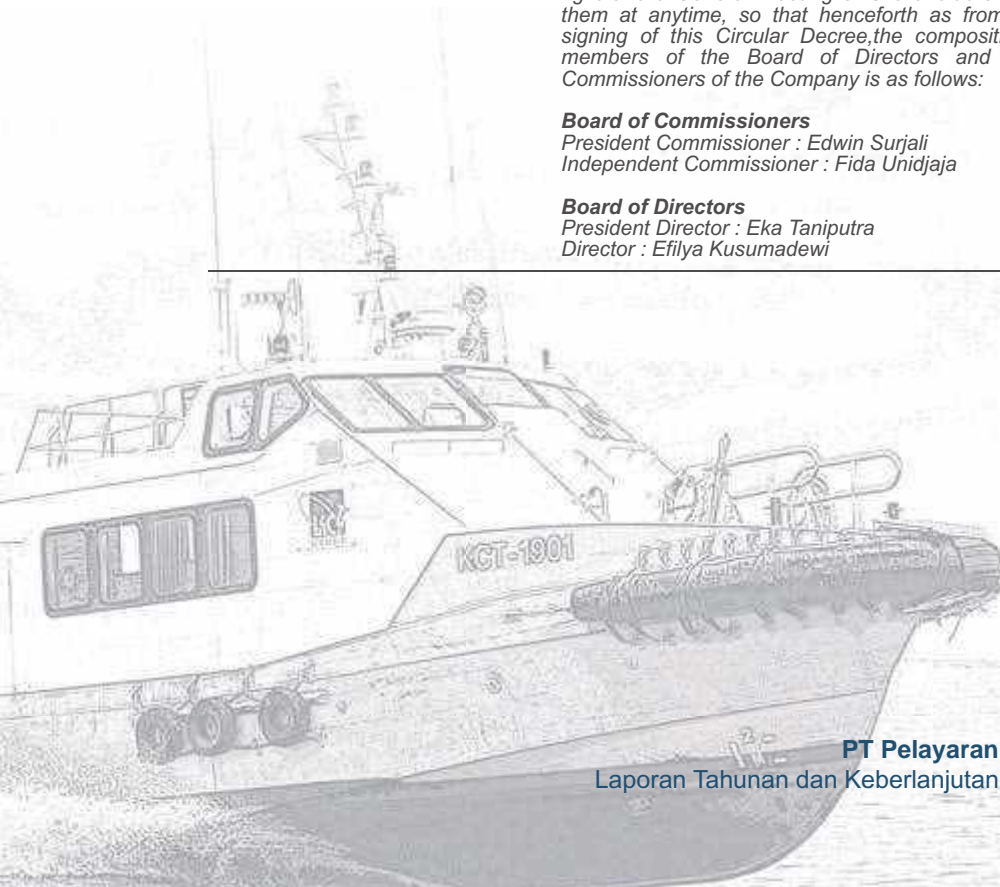 them at anytime, so that henceforth as from
signing of this Circular Decree,the
members of the Board of Directors and
Commissioners of the Company is as follows:
Board of Commissioners
President Commissioner : Edwin Surjali
Independent Commissioner : Fida Unidjaja
Board of Directors
President Director : Eka Taniputra
Director : Efilya Kusumadewi
KCT-1901
PT Pelayaran
Laporan Tahunan dan Keberlanjutan